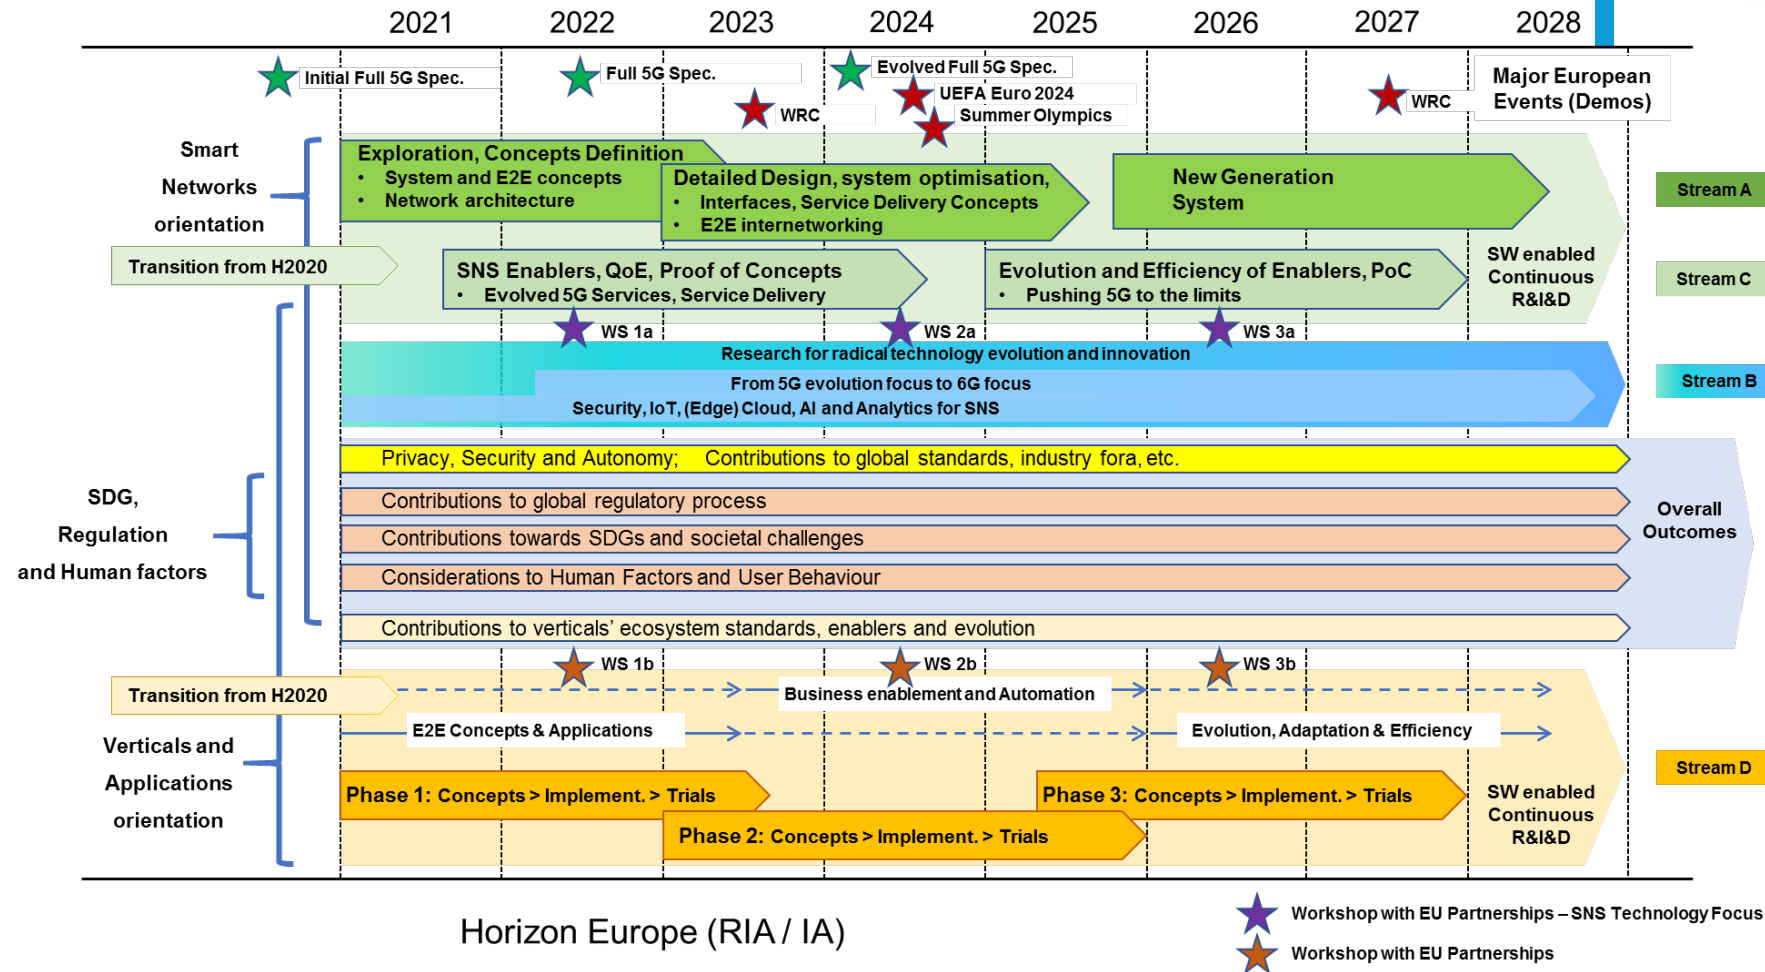 2021 2022 2023 2024 2025 2026 2027 2028
Initial Full 5G Spec.
Full 5G Spec.
Evolved Full 5G Spec.
UEFA Euro 2024
WRC
Summer Olympics
WRC
Major European
Events (Demos)
Smart
Networks
orientation
Exploration, Concepts Definition
• System and E2E concepts
• Network architecture
Detailed Design, system optimisation,
• Interfaces, Service Delivery Concepts
• E2E internetworking
New Generation
System
Stream A
Transition from H2020
SNS Enablers, QoE, Proof of Concepts
• Evolved 5G Services, Service Delivery
Evolution and Efficiency of Enablers, PoC
• Pushing 5G to the limits
SW enabled
Continuous
R&I&D
Stream C
WS 1a
WS 2a
WS 3a
Research for radical technology evolution and innovation
From 5G evolution focus to 6G focus
Security, IoT, (Edge) Cloud, AI and Analytics for SNS
Stream B
Privacy, Security and Autonomy; Contributions to global standards, industry fora, etc.
Contributions to global regulatory process
Contributions towards SDGs and societal challenges
Considerations to Human Factors and User Behaviour
Contributions to verticals’ ecosystem standards, enablers and evolution
SDG,
Regulation
and Human factors
Overall
Outcomes
WS 1b
WS 2b
WS 3b
Transition from H2020
Business enablement and Automation
E2E Concepts & Applications
Evolution, Adaptation & Efficiency
Verticals and
Applications
orientation
Phase 1: Concepts > Implement. > Trials
Phase 2: Concepts > Implement. > Trials
Phase 3: Concepts > Implement. > Trials
SW enabled
Continuous
R&I&D
Stream D
Horizon Europe (RIA / IA)
Workshop with EU Partnerships – SNS Technology Focus
Workshop with EU Partnerships